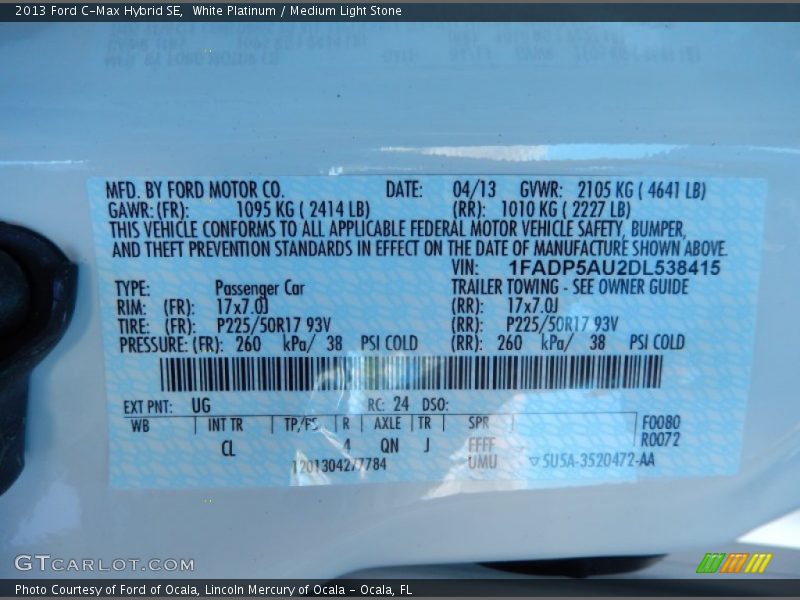 2013 Ford C-Max Hybrid SE, White Platinum / Medium Light Stone
MFD. BY FORD MOTOR CO. DATE: 04/13 GVWR: 2105 KG ( 4641 LB)
GAWR: (FR): 1095 KG ( 2414 LB) (RR): 1010 KG ( 2227 LB)
THIS VEHICLE CONFORMS TO ALL APPLICABLE FEDERAL MOTOR VEHICLE SAFETY, BUMPER,
AND THEFT PREVENTION STANDARDS IN EFFECT ON THE DATE OF MANUFACTURE SHOWN ABOVE.
VIN: 1FADP5AU2DL538415
TYPE: Passenger Car TRAILER TOWING - SEE OWNER GUIDE
RIM: (FR): 17x7.0J (RR): 17x7.0J
TIRE: (FR): P225/50R17 93V (RR): P225/50R17 93V
PRESSURE: (FR): 260 kPa/ 38 PSI COLD (RR): 260 kPa/ 38 PSI COLD
EXT PNT: UG RC: 24 DSO:
WB INT TR TP/PS R AXLE TR SPR F0080
CL 4 QN J FFFF R0072
1201304277784 UMU ▽5U5A-3520472-AA
GTCARLOT.COM
Photo Courtesy of Ford of Ocala, Lincoln Mercury of Ocala - Ocala, FL